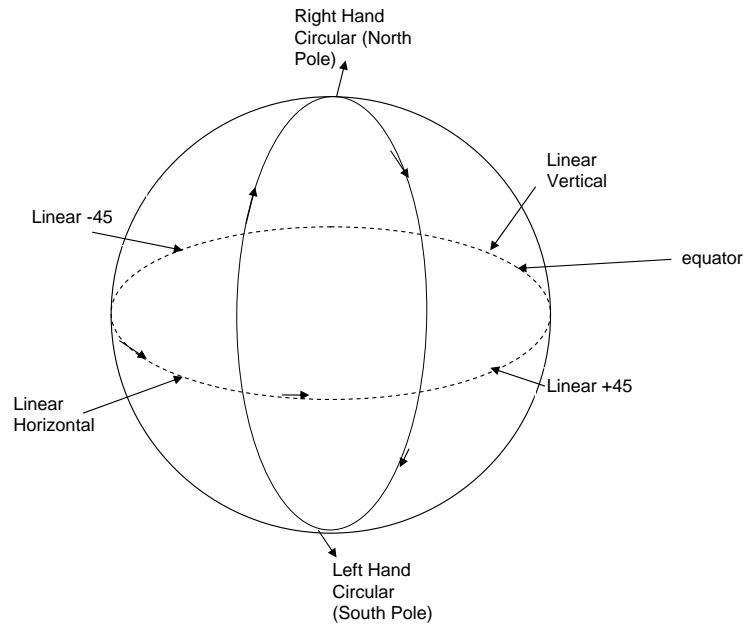 Right Hand
Circular (North
Pole)
Linear
Vertical
Linear -45
equator
Linear +45
Linear
Horizontal
Left Hand
Circular
(South Pole)